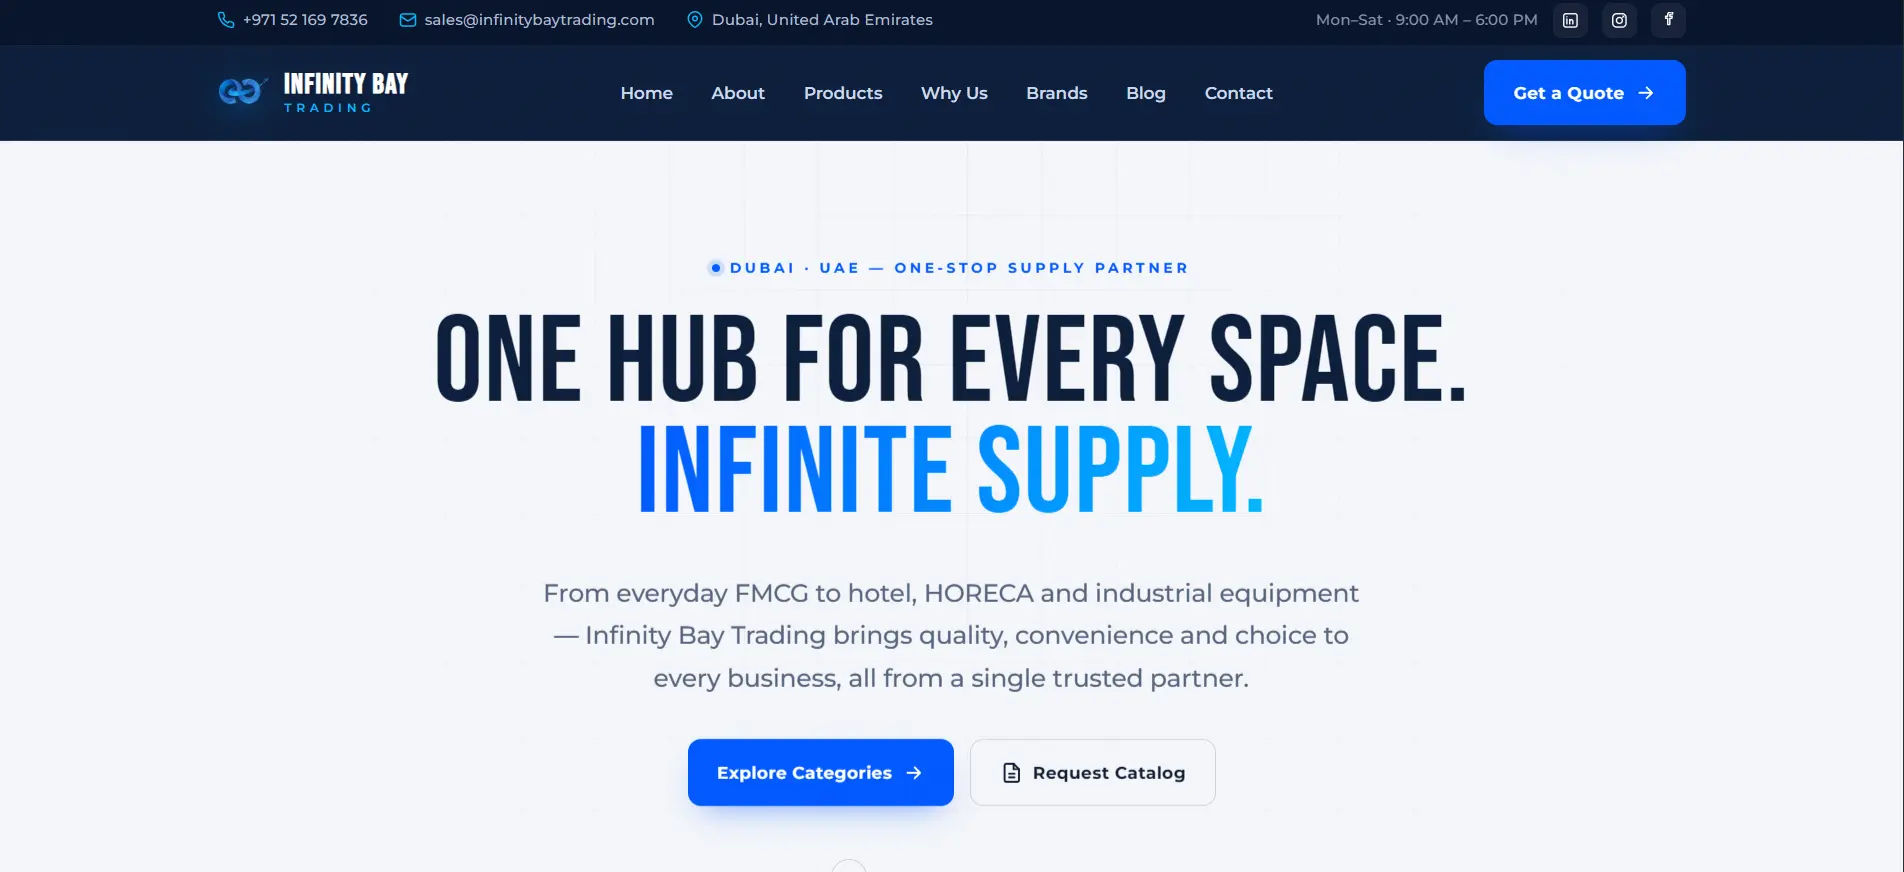 +971 52 169 7836
sales@infinitybaytrading.com
Dubai, United Arab Emirates
Mon–Sat · 9:00 AM – 6:00 PM
INFINITY BAY
TRADING
Home
About
Products
Why Us
Brands
Blog
Contact
Get a Quote
DUBAI · UAE — ONE-STOP SUPPLY PARTNER
ONE HUB FOR EVERY SPACE.
INFINITE SUPPLY.
From everyday FMCG to hotel, HORECA and industrial equipment
— Infinity Bay Trading brings quality, convenience and choice to
every business, all from a single trusted partner.
Explore Categories
Request Catalog